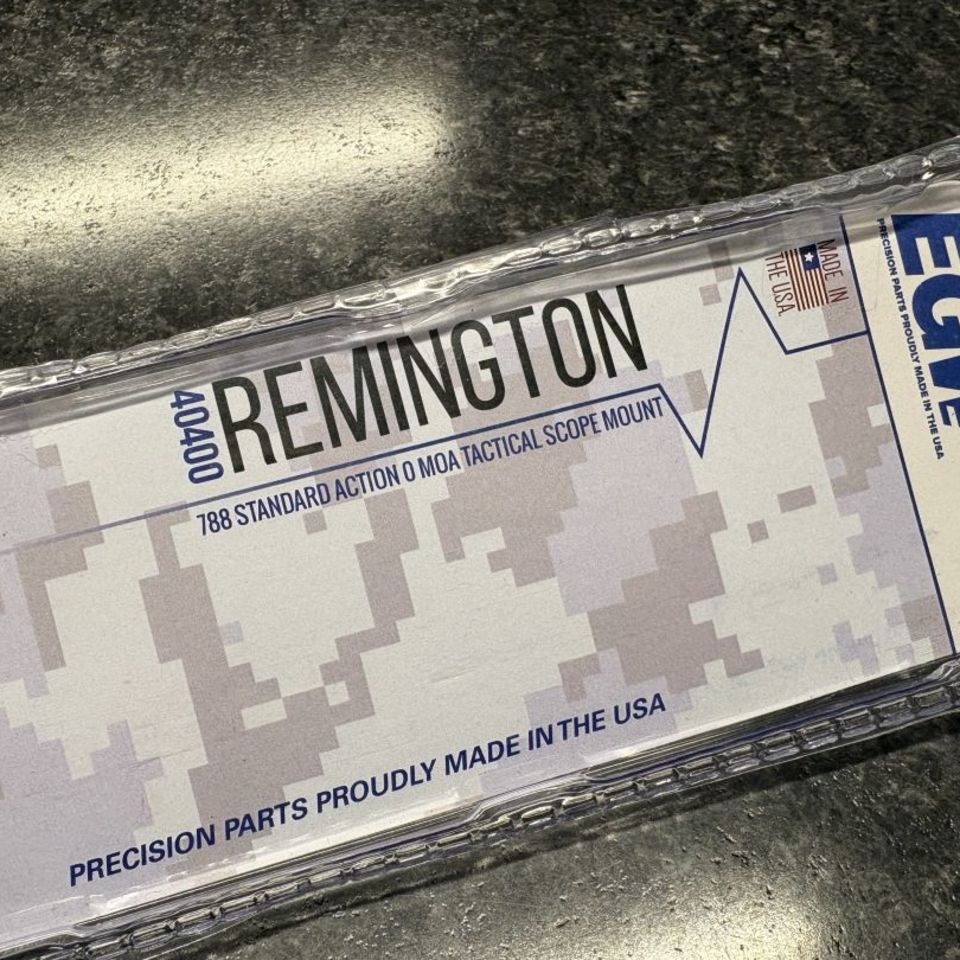 40400
REMINGTON
788 STANDARD ACTION 0 MOA TACTICAL SCOPE MOUNT
MADE IN
THE USA.
EGW
PRECISION PARTS PROUDLY MADE IN THE USA
PRECISION PARTS PROUDLY MADE IN THE USA